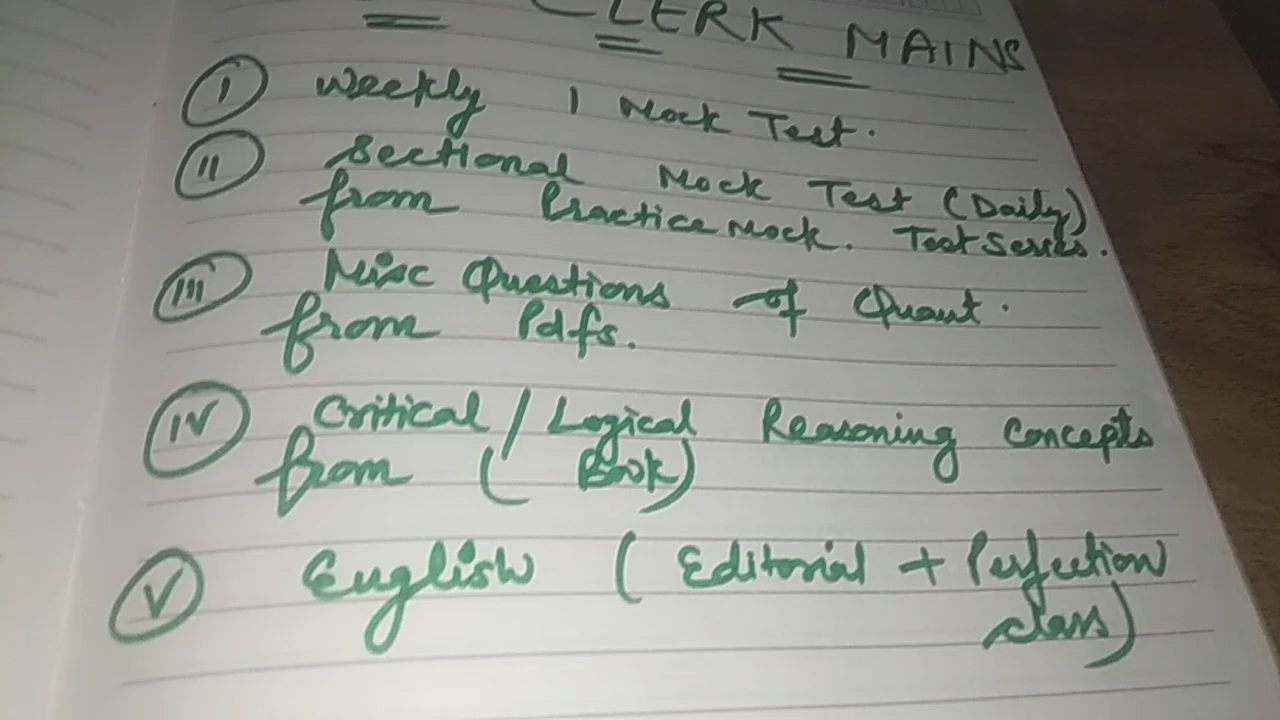 CLERK MAINS
I Weekly 1 Mock Test.
II Sectional Mock Test (Daily)
from Practice Mock. Test Series.
III Misc Questions of Quant.
from Pdfs.
IV Critical / Logical Reasoning Concepts
from (Book)
V English (Editorial + Perfection
class)